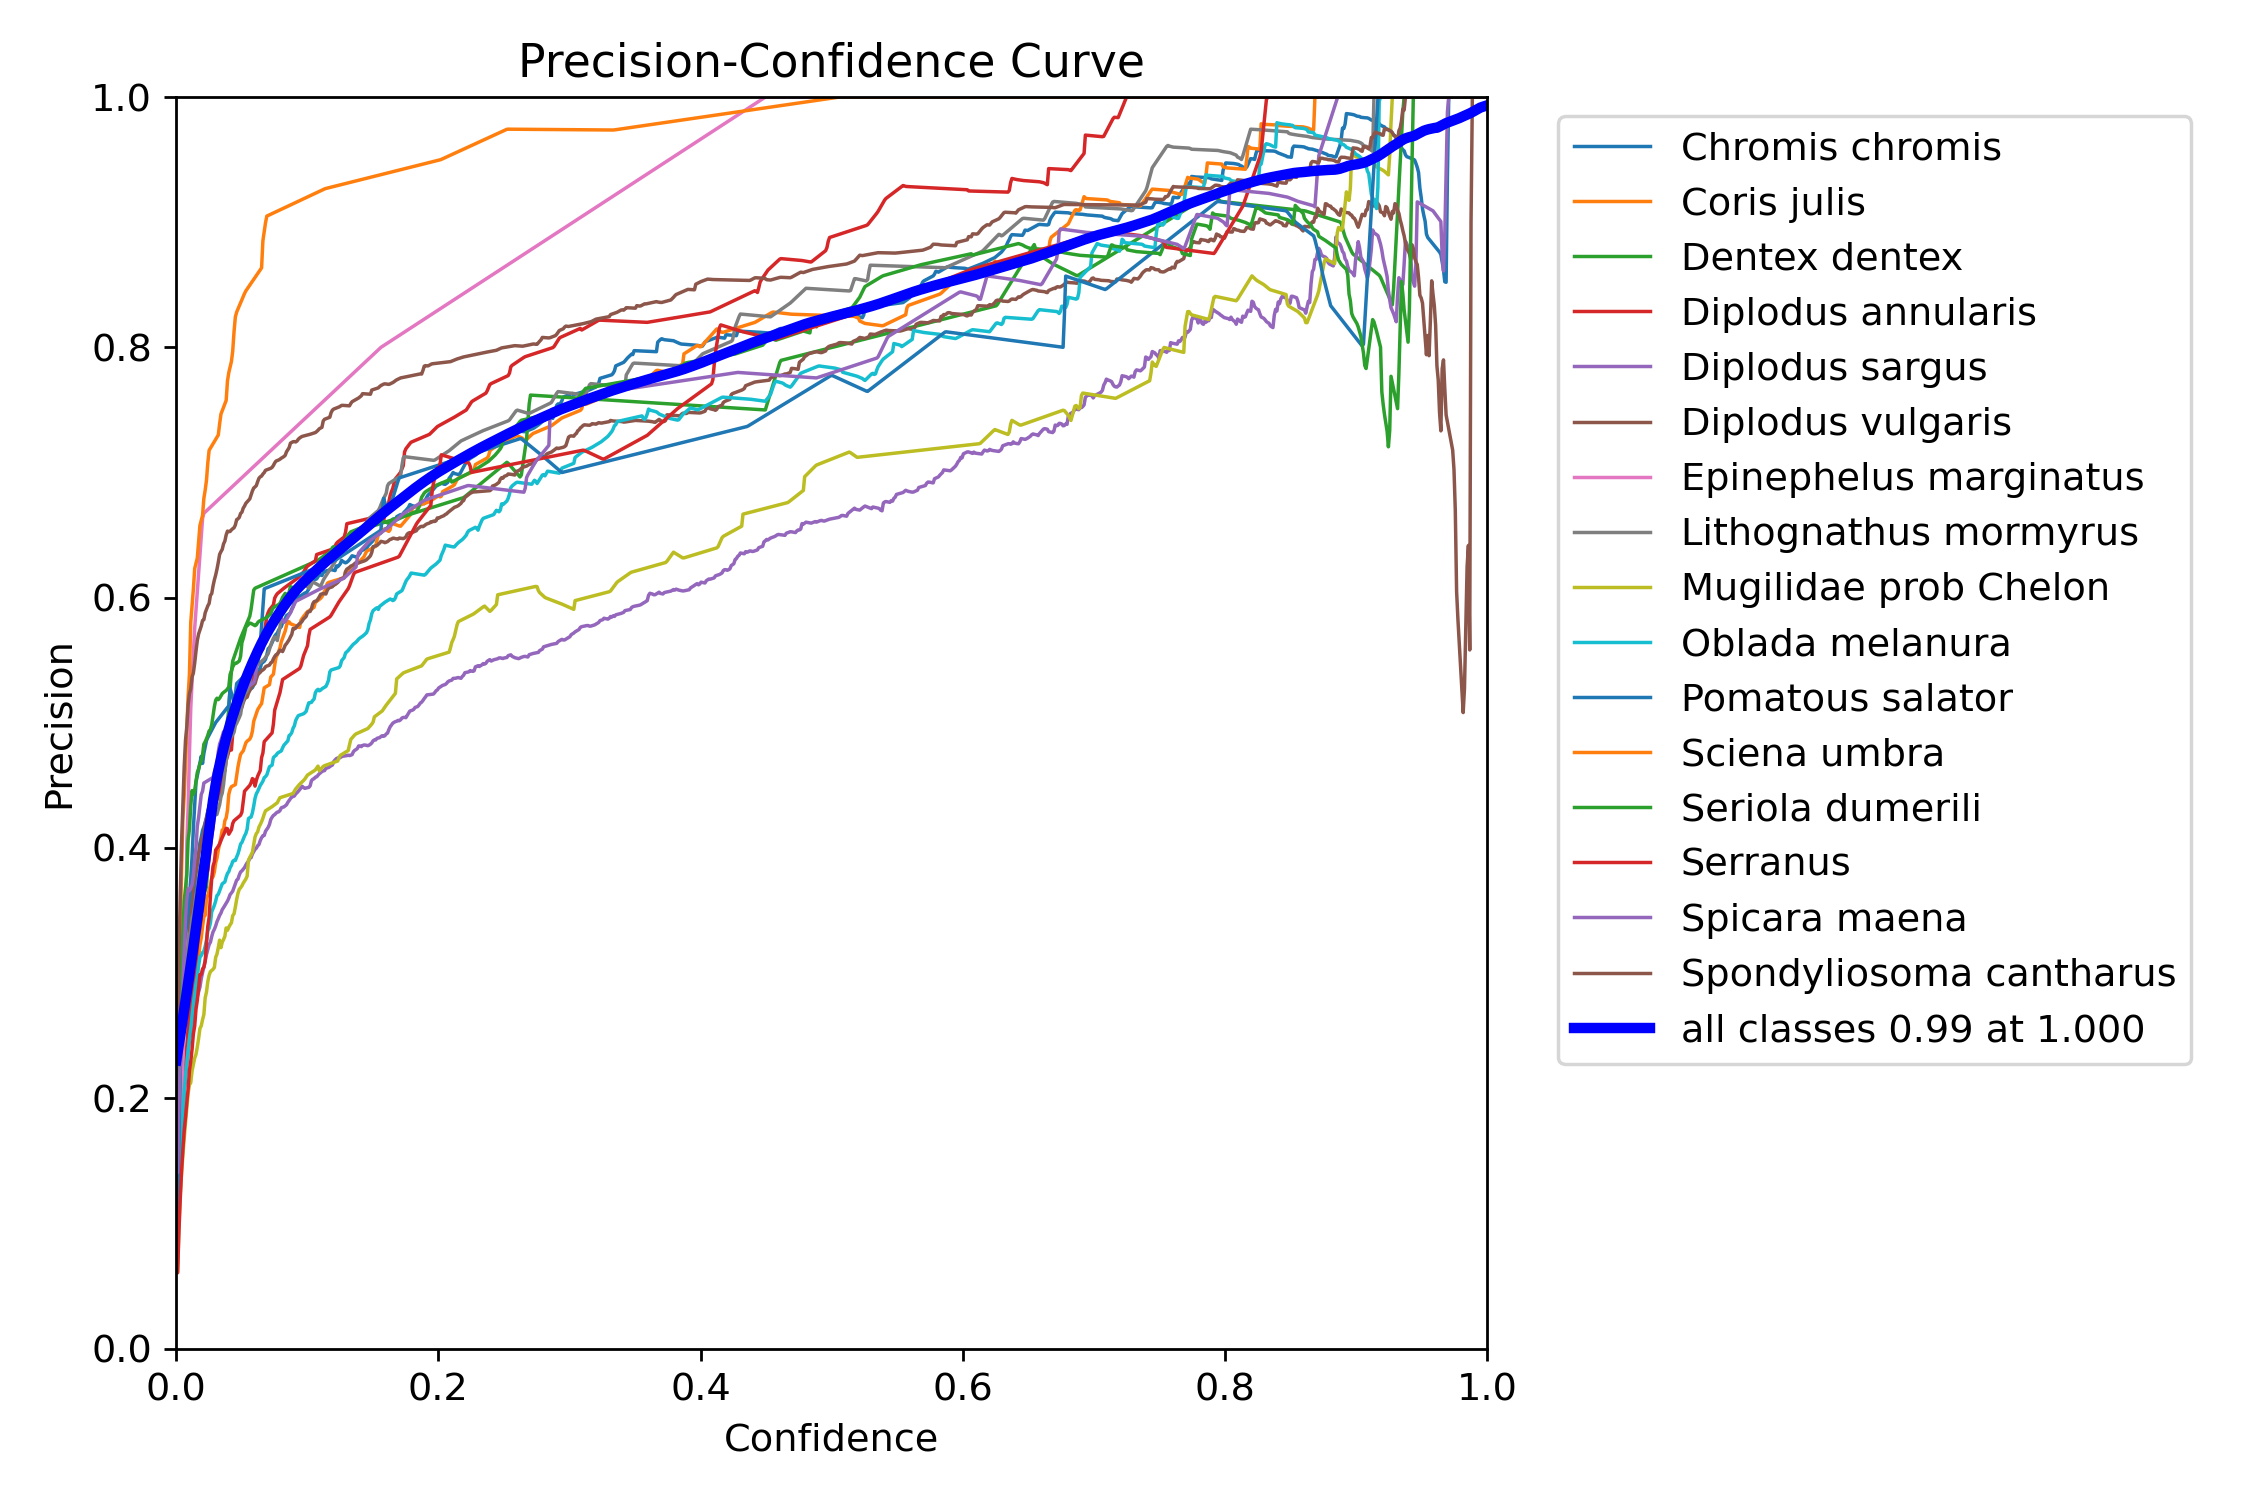 Precision-Confidence Curve
1.0
0.8
0.6
0.4
0.2
0.0
Precision
0.0 0.2 0.4 0.6 0.8 1.0
Confidence
Chromis chromis
Coris julis
Dentex dentex
Diplodus annularis
Diplodus sargus
Diplodus vulgaris
Epinephelus marginatus
Lithognathus mormyrus
Mugilidae prob Chelon
Oblada melanura
Pomatous salator
Sciena umbra
Seriola dumerili
Serranus
Spicara maena
Spondyliosoma cantharus
all classes 0.99 at 1.000